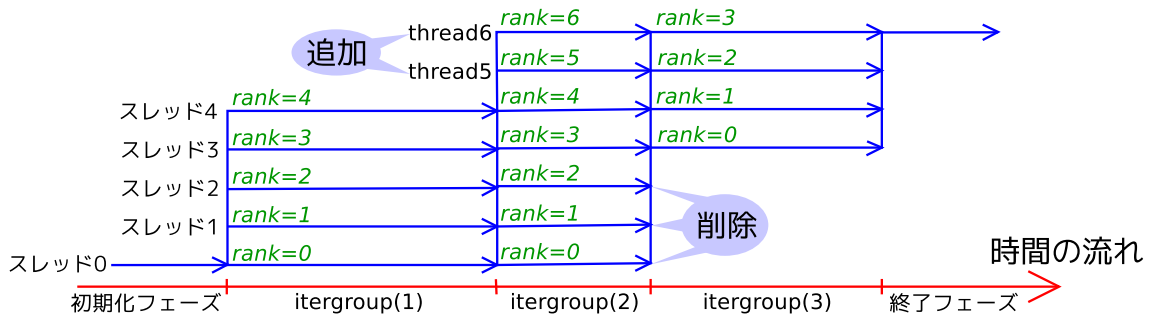 rank=6 rank=3
追加 thread6
rank=5 rank=2
thread5
rank=4 rank=4 rank=1
スレッド4
rank=3 rank=3 rank=0
スレッド3
rank=2 rank=2
スレッド2
rank=1 rank=1
スレッド1 削除
rank=0 rank=0
スレッド0 時間の流れ
初期化フェーズ itergroup(1) itergroup(2) itergroup(3) 終了フェーズ